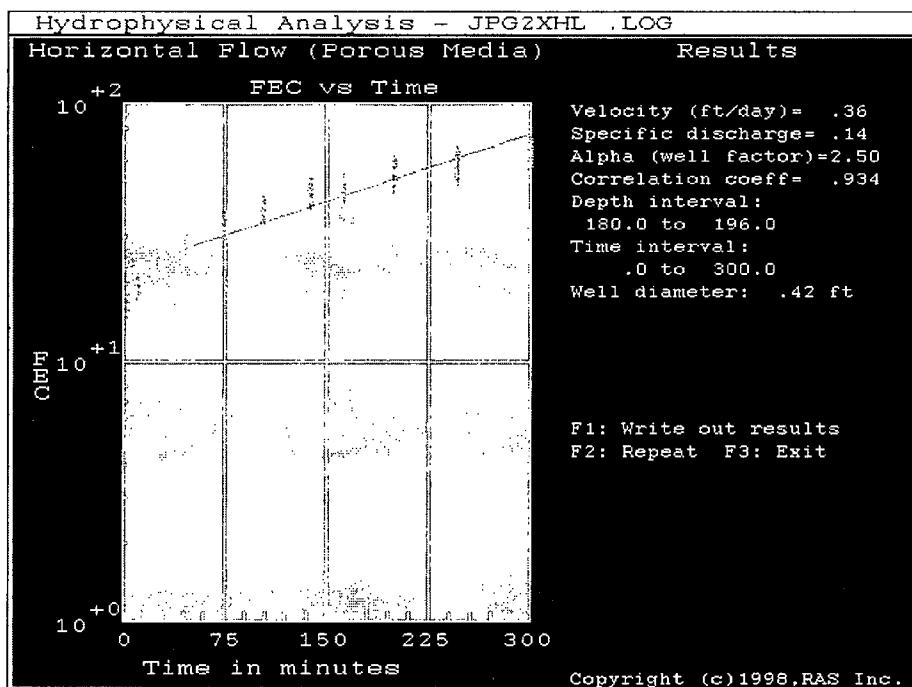 Hydrophysical Analysis - JPG2XHL .LOG
Horizontal Flow (Porous Media)
Results
FEC vs Time
10+2
10+1
10+0
FEC
0 75 150 225 300
Time in minutes
Velocity (ft/day)= .36
Specific discharge= .14
Alpha (well factor)=2.50
Correlation coeff= .934
Depth interval:
180.0 to 196.0
Time interval:
.0 to 300.0
Well diameter: .42 ft
F1: Write out results
F2: Repeat F3: Exit
Copyright (c)1998,RAS Inc.